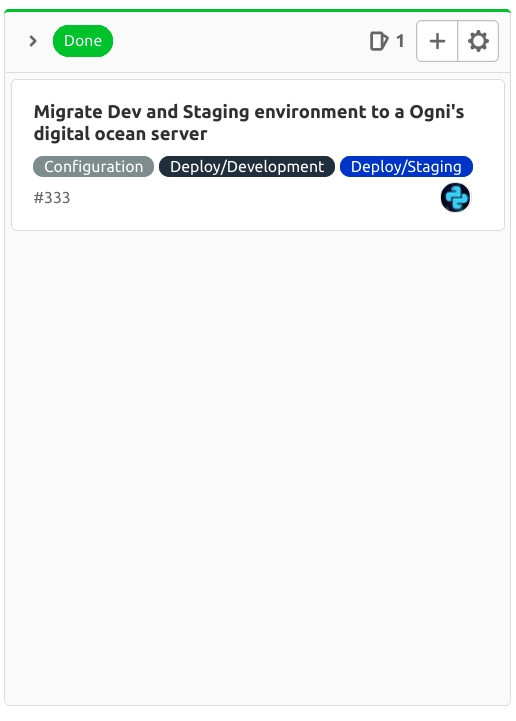 Done
1
Migrate Dev and Staging environment to a Ogni's
digital ocean server
Configuration Deploy/Development Deploy/Staging
#333